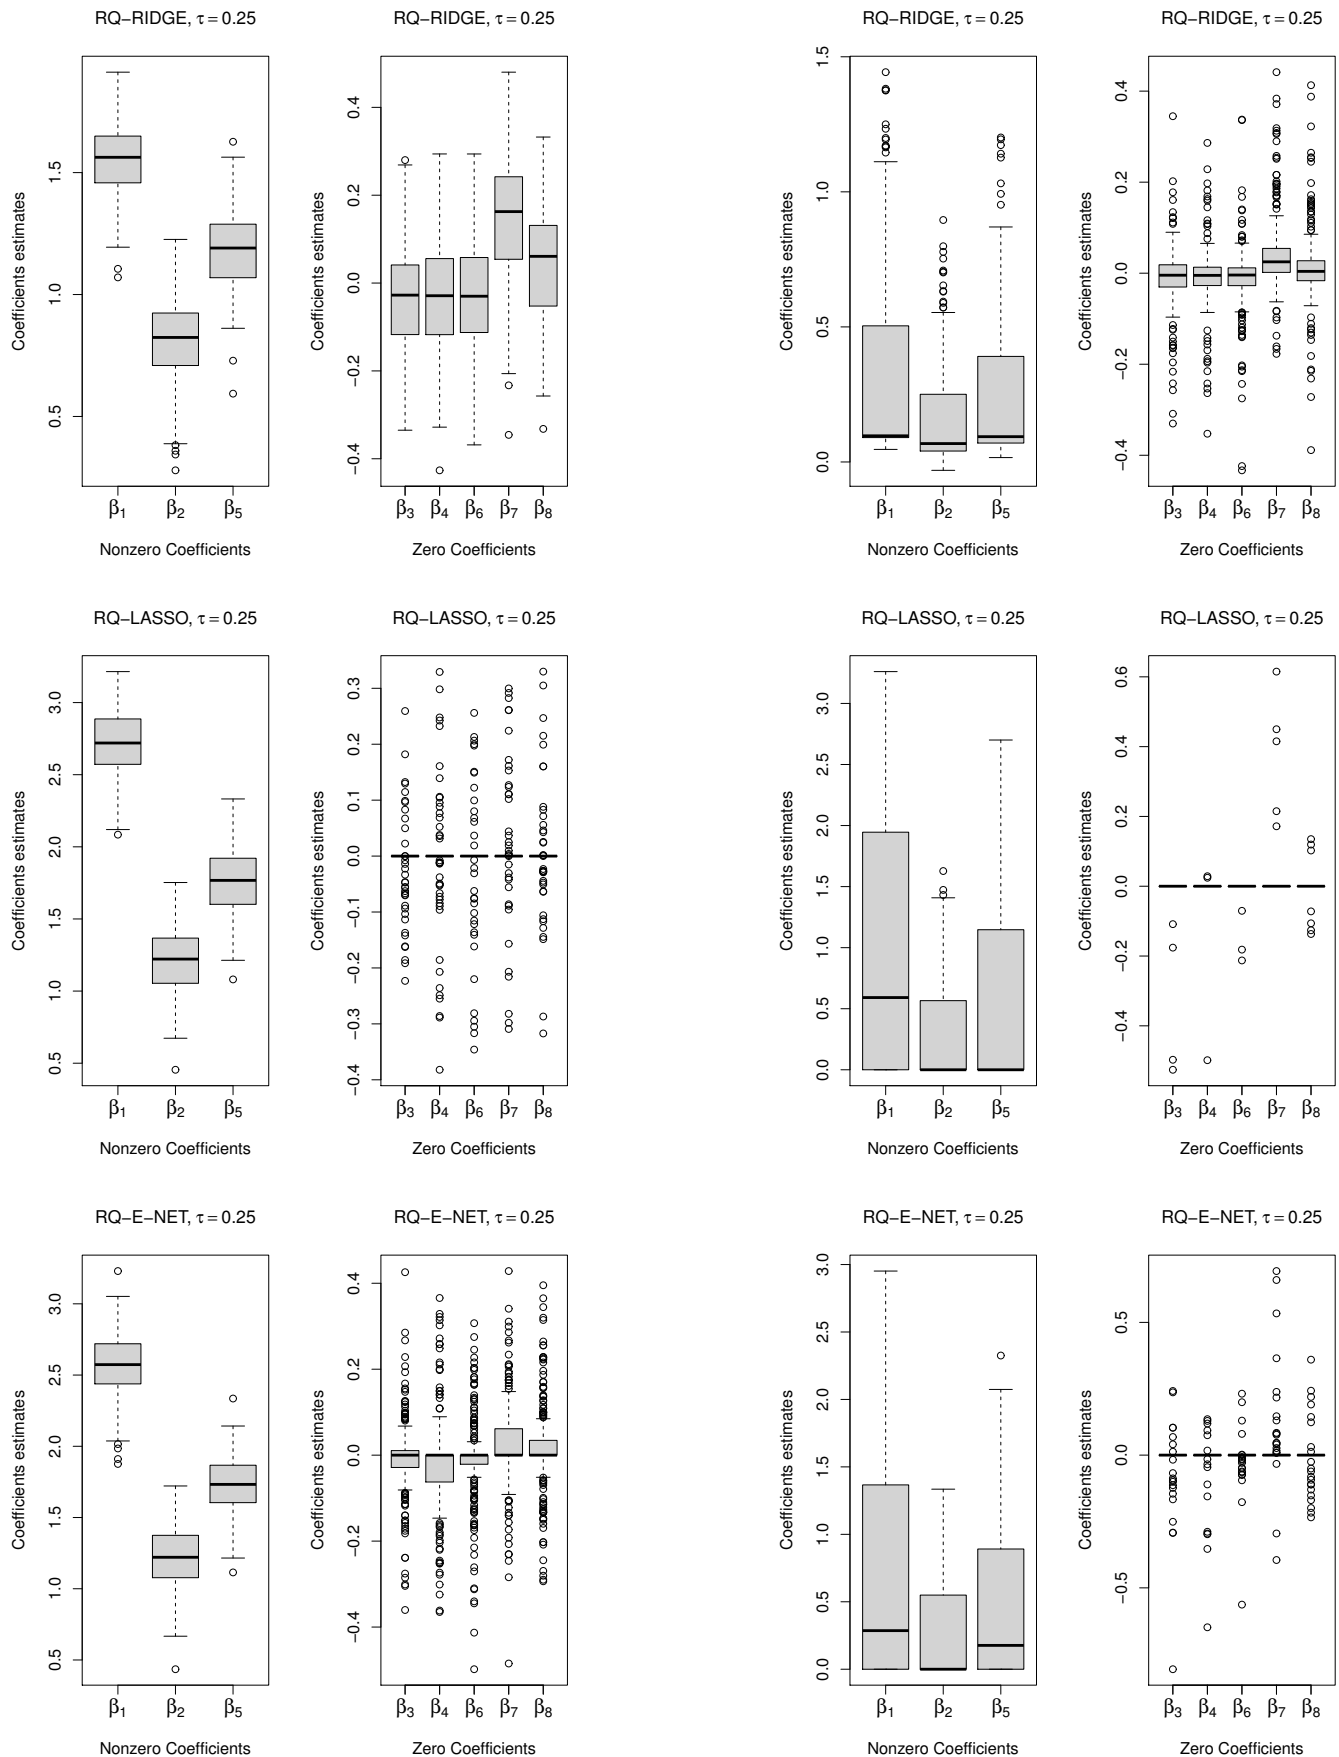 RQ−RIDGE, τ = 0.25
Coefficients estimates
0.5 1.0 1.5
β1 β2 β5
Nonzero Coefficients
RQ−RIDGE, τ = 0.25
Coefficients estimates
−0.4 −0.2 0.0 0.2 0.4
β3 β4 β6 β7 β8
Zero Coefficients
RQ−RIDGE, τ = 0.25
Coefficients estimates
0.0 0.5 1.0 1.5
β1 β2 β5
Nonzero Coefficients
RQ−RIDGE, τ = 0.25
Coefficients estimates
−0.4 −0.2 0.0 0.2 0.4
β3 β4 β6 β7 β8
Zero Coefficients
RQ−LASSO, τ = 0.25
Coefficients estimates
0.5 1.0 1.5 2.0 2.5 3.0
β1 β2 β5
Nonzero Coefficients
RQ−LASSO, τ = 0.25
Coefficients estimates
−0.4 −0.3 −0.2 −0.1 0.0 0.1 0.2 0.3
β3 β4 β6 β7 β8
Zero Coefficients
RQ−LASSO, τ = 0.25
Coefficients estimates
0.0 0.5 1.0 1.5 2.0 2.5 3.0
β1 β2 β5
Nonzero Coefficients
RQ−LASSO, τ = 0.25
Coefficients estimates
−0.4 −0.2 0.0 0.2 0.4 0.6
β3 β4 β6 β7 β8
Zero Coefficients
RQ−E−NET, τ = 0.25
Coefficients estimates
0.5 1.0 1.5 2.0 2.5 3.0
β1 β2 β5
Nonzero Coefficients
RQ−E−NET, τ = 0.25
Coefficients estimates
−0.4 −0.2 0.0 0.2 0.4
β3 β4 β6 β7 β8
Zero Coefficients
RQ−E−NET, τ = 0.25
Coefficients estimates
0.0 0.5 1.0 1.5 2.0 2.5 3.0
β1 β2 β5
Nonzero Coefficients
RQ−E−NET, τ = 0.25
Coefficients estimates
−0.5 0.0 0.5
β3 β4 β6 β7 β8
Zero Coefficients